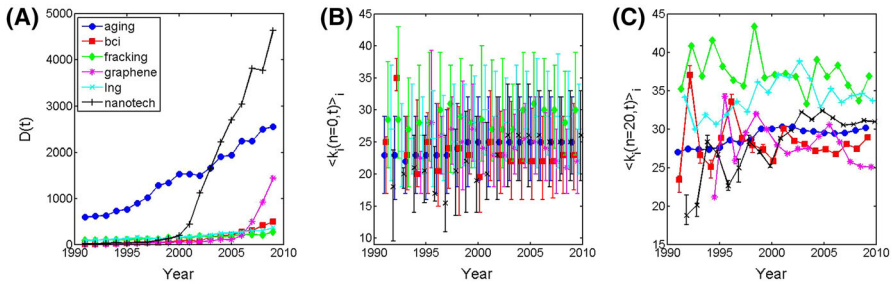 (A)
5000
4000
3000
2000
1000
0
1990
1995
2000
2005
2010
Year
D(t)
aging
bci
fracking
graphene
lng
nanotech
(B)
45
40
35
30
25
20
15
10
1990
1995
2000
2005
2010
Year
<k_i(n=0,t)>_i
(C)
45
40
35
30
25
20
15
1990
1995
2000
2005
2010
Year
<k_i(n=20,t)>_i